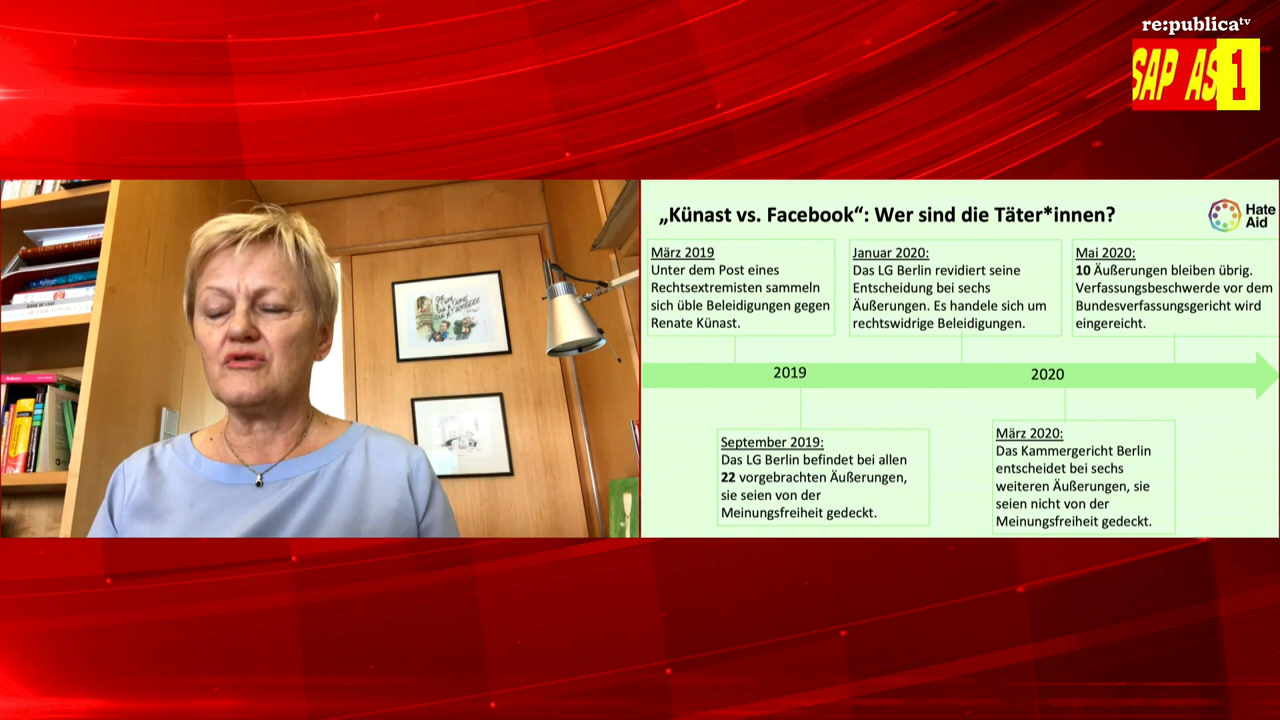 re:publica tv
SAP AS 1
„Künast vs. Facebook“: Wer sind die Täter*innen?
Hate
Aid
März 2019
Unter dem Post eines
Rechtsextremisten sammeln
sich üble Beleidigungen gegen
Renate Künast.
Januar 2020:
Das LG Berlin revidiert seine
Entscheidung bei sechs
Äußerungen. Es handele sich um
rechtswidrige Beleidigungen.
Mai 2020:
10 Äußerungen bleiben übrig.
Verfassungsbeschwerde vor dem
Bundesverfassungsgericht wird
eingereicht.
2019
2020
September 2019:
Das LG Berlin befindet bei allen
22 vorgebrachten Äußerungen,
sie seien von der
Meinungsfreiheit gedeckt.
März 2020:
Das Kammergericht Berlin
entscheidet bei sechs
weiteren Äußerungen, sie
seien nicht von der
Meinungsfreiheit gedeckt.